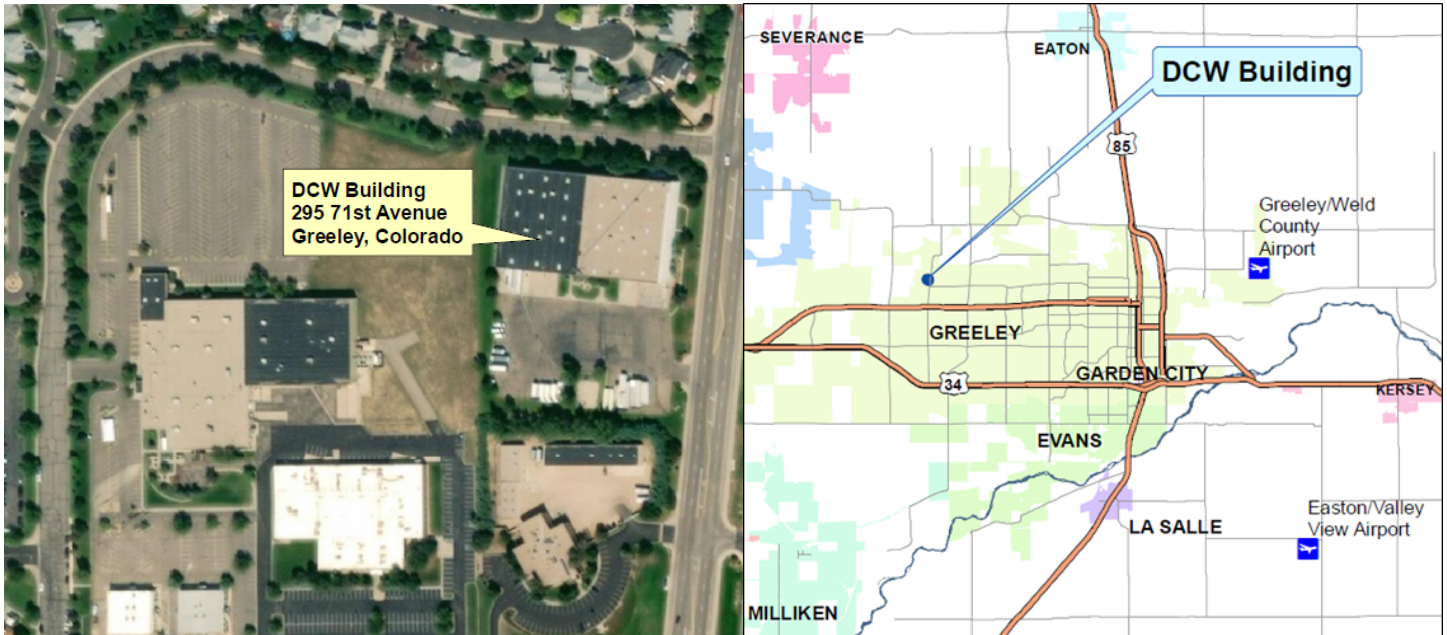 DCW Building
295 71st Avenue
Greeley, Colorado
SEVERANCE
EATON
DCW Building
85
Greeley/Weld
County
Airport
GREELEY
34
GARDEN CITY
KERSEY
EVANS
LA SALLE
Easton/Valley
View Airport
MILLIKEN